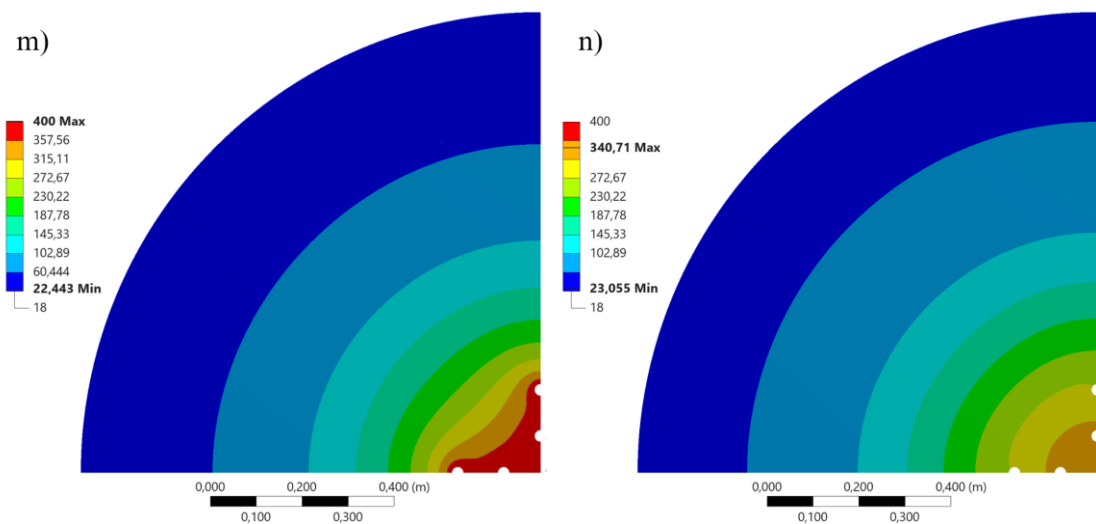 m)
400 Max
357,56
315,11
272,67
230,22
187,78
145,33
102,89
60,444
22,443 Min
18
0,000 0,200 0,400 (m)
0,100 0,300
n)
400
340,71 Max
272,67
230,22
187,78
145,33
102,89
23,055 Min
18
0,000 0,200 0,400 (m)
0,100 0,300